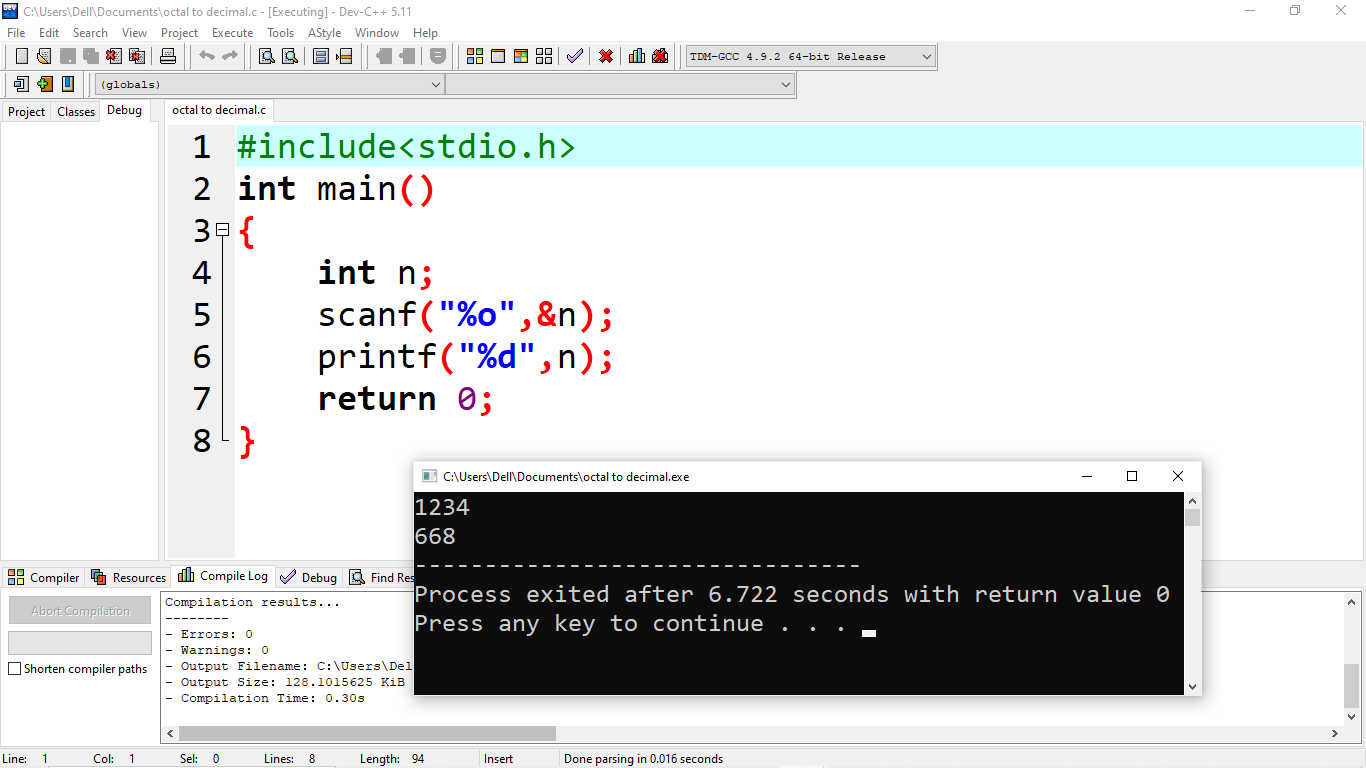 C:\Users\Dell\Documents\octal to decimal.c - [Executing] - Dev-C++ 5.11
File Edit Search View Project Execute Tools AStyle Window Help
TDM-GCC 4.9.2 64-bit Release
(globals)
Project Classes Debug
octal to decimal.c
1 #include<stdio.h>
2 int main()
3 {
4 int n;
5 scanf("%o",&n);
6 printf("%d",n);
7 return 0;
8 }
C:\Users\Dell\Documents\octal to decimal.exe
1234
668
--------------------------------
Process exited after 6.722 seconds with return value 0
Press any key to continue . . .
Compiler Resources Compile Log Debug Find Res
Abort Compilation
Shorten compiler paths
Compilation results...
--------
- Errors: 0
- Warnings: 0
- Output Filename: C:\Users\Del
- Output Size: 128.1015625 KiB
- Compilation Time: 0.30s
Line: 1 Col: 1 Sel: 0 Lines: 8 Length: 94 Insert Done parsing in 0.016 seconds